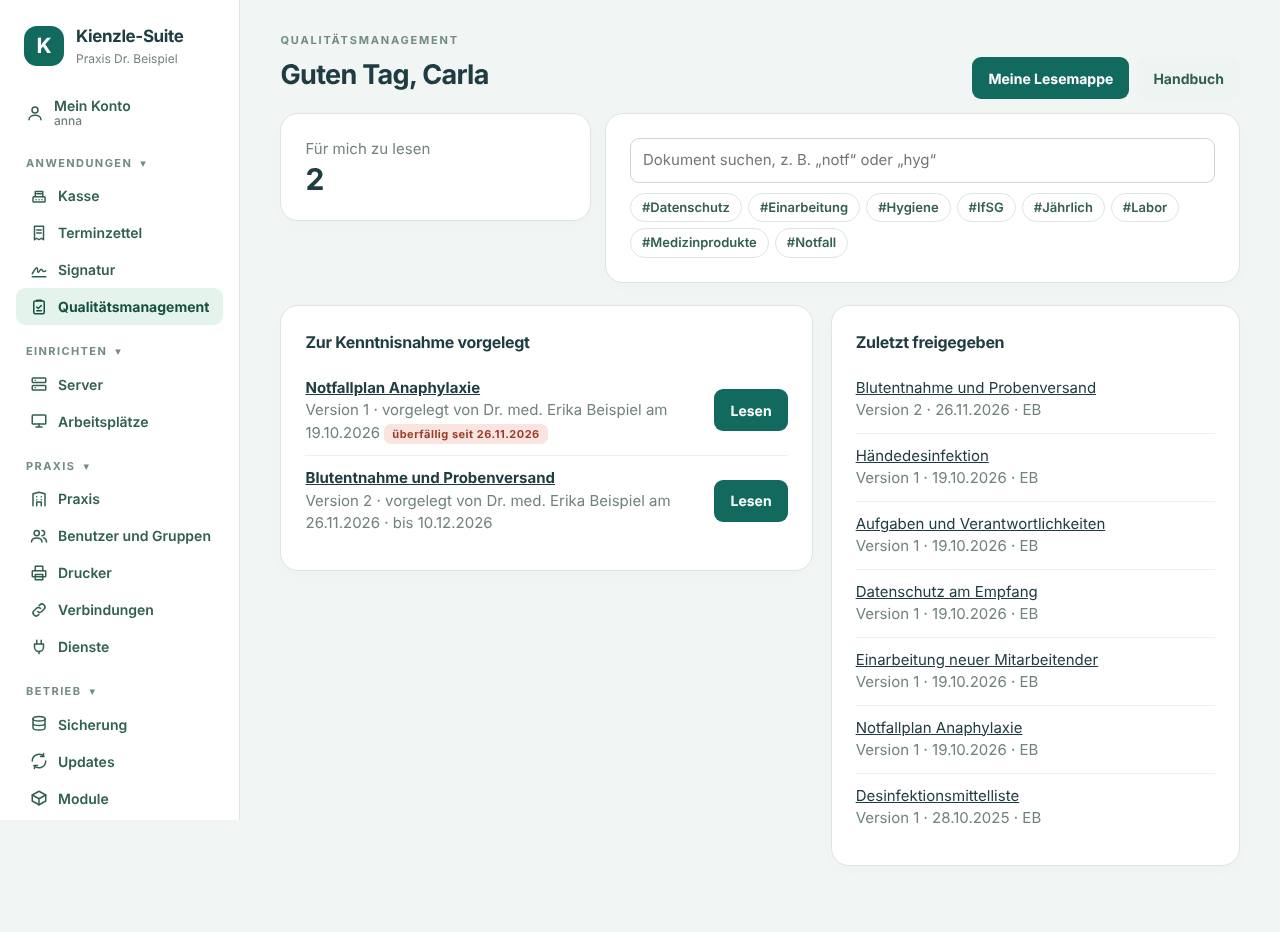 K
Kienzle-Suite
Praxis Dr. Beispiel
Mein Konto
anna
ANWENDUNGEN ▾
Kasse
Terminzettel
Signatur
Qualitätsmanagement
EINRICHTEN ▾
Server
Arbeitsplätze
PRAXIS ▾
Praxis
Benutzer und Gruppen
Drucker
Verbindungen
Dienste
BETRIEB ▾
Sicherung
Updates
Module
QUALITÄTSMANAGEMENT
Guten Tag, Carla
Meine Lesemappe
Handbuch
Für mich zu lesen
2
Dokument suchen, z. B. „notf“ oder „hyg“
#Datenschutz #Einarbeitung #Hygiene #IfSG #Jährlich #Labor
#Medizinprodukte #Notfall
Zur Kenntnisnahme vorgelegt
Notfallplan Anaphylaxie
Version 1 · vorgelegt von Dr. med. Erika Beispiel am
19.10.2026 überfällig seit 26.11.2026
Lesen
Blutentnahme und Probenversand
Version 2 · vorgelegt von Dr. med. Erika Beispiel am
26.11.2026 · bis 10.12.2026
Lesen
Zuletzt freigegeben
Blutentnahme und Probenversand
Version 2 · 26.11.2026 · EB
Händedesinfektion
Version 1 · 19.10.2026 · EB
Aufgaben und Verantwortlichkeiten
Version 1 · 19.10.2026 · EB
Datenschutz am Empfang
Version 1 · 19.10.2026 · EB
Einarbeitung neuer Mitarbeitender
Version 1 · 19.10.2026 · EB
Notfallplan Anaphylaxie
Version 1 · 19.10.2026 · EB
Desinfektionsmittelliste
Version 1 · 28.10.2025 · EB